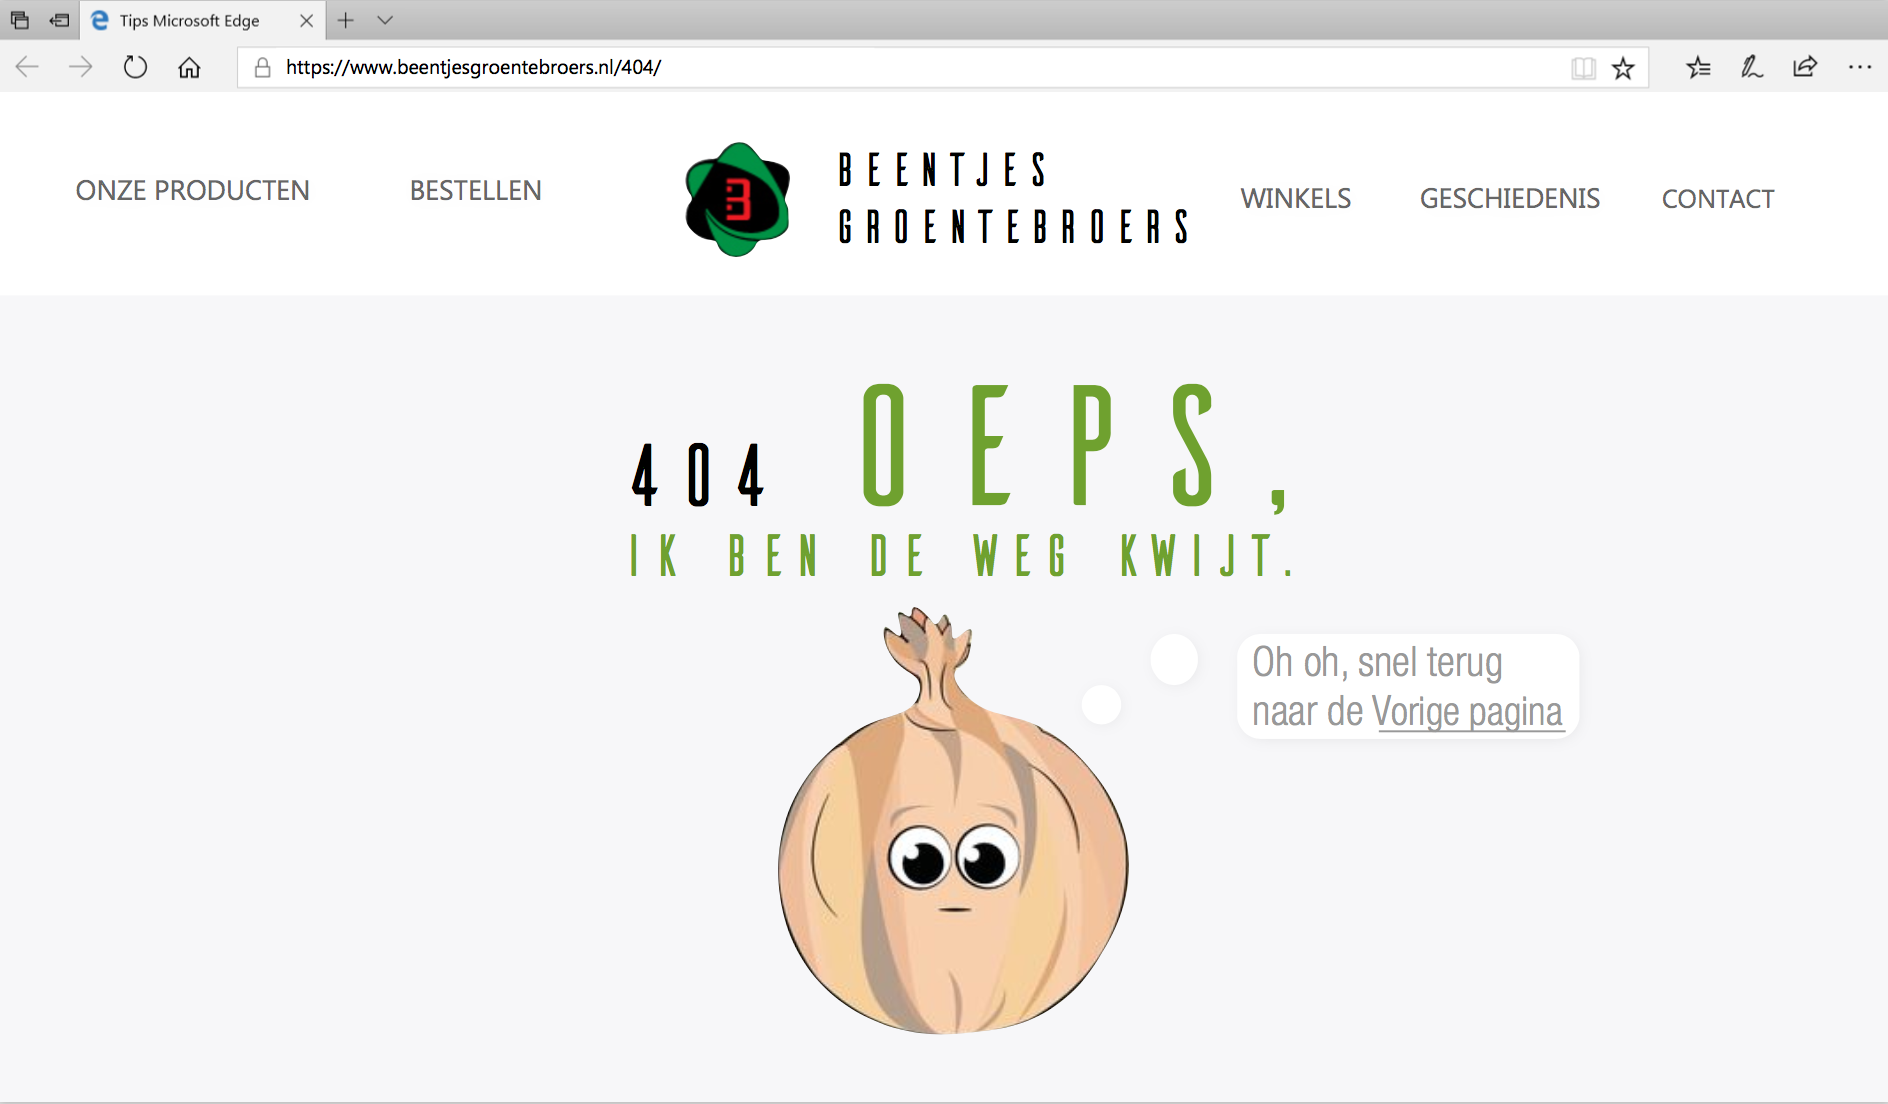 Tips Microsoft Edge
https://www.beentjesgroentebroers.nl/404/
ONZE PRODUCTEN
BESTELLEN
BEENTJES
GROENTEBROERS
WINKELS
GESCHIEDENIS
CONTACT
404 OEPS,
IK BEN DE WEG KWIJT.
Oh oh, snel terug
naar de Vorige pagina